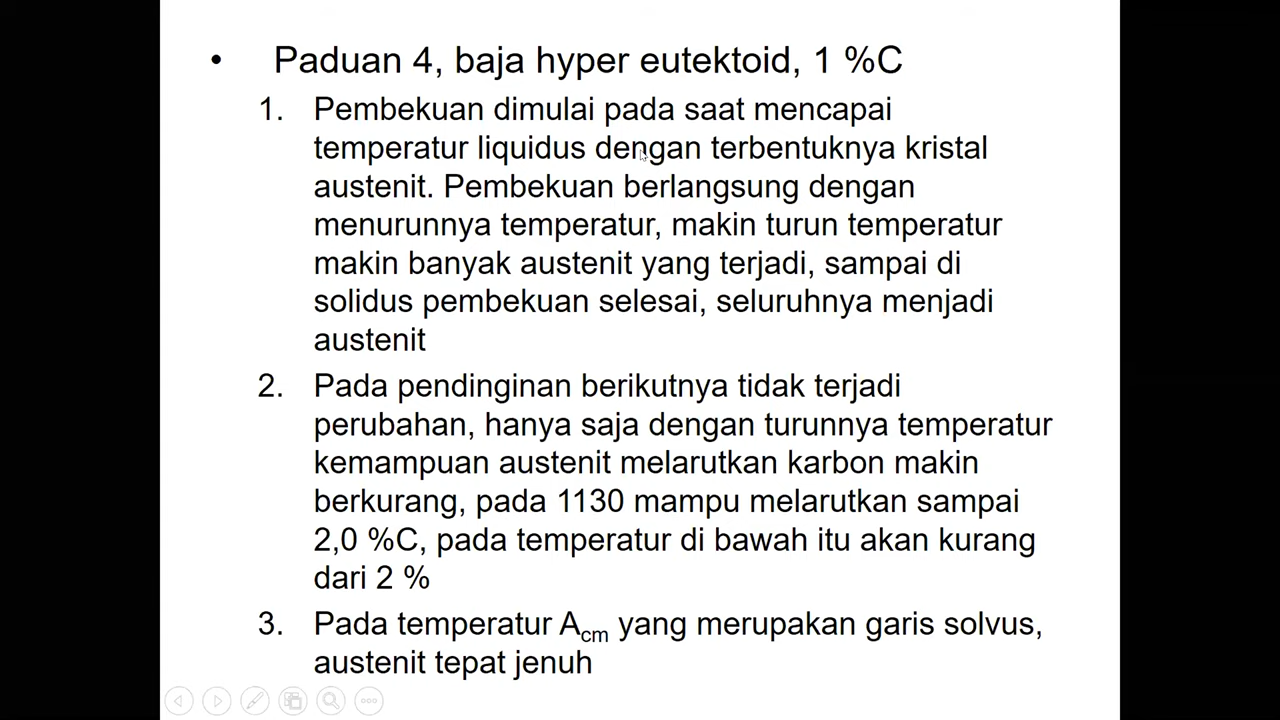 • Paduan 4, baja hyper eutektoid, 1 %C
1. Pembekuan dimulai pada saat mencapai
temperatur liquidus dengan terbentuknya kristal
austenit. Pembekuan berlangsung dengan
menurunnya temperatur, makin turun temperatur
makin banyak austenit yang terjadi, sampai di
solidus pembekuan selesai, seluruhnya menjadi
austenit
2. Pada pendinginan berikutnya tidak terjadi
perubahan, hanya saja dengan turunnya temperatur
kemampuan austenit melarutkan karbon makin
berkurang, pada 1130 mampu melarutkan sampai
2,0 %C, pada temperatur di bawah itu akan kurang
dari 2 %
3. Pada temperatur Acm yang merupakan garis solvus,
austenit tepat jenuh